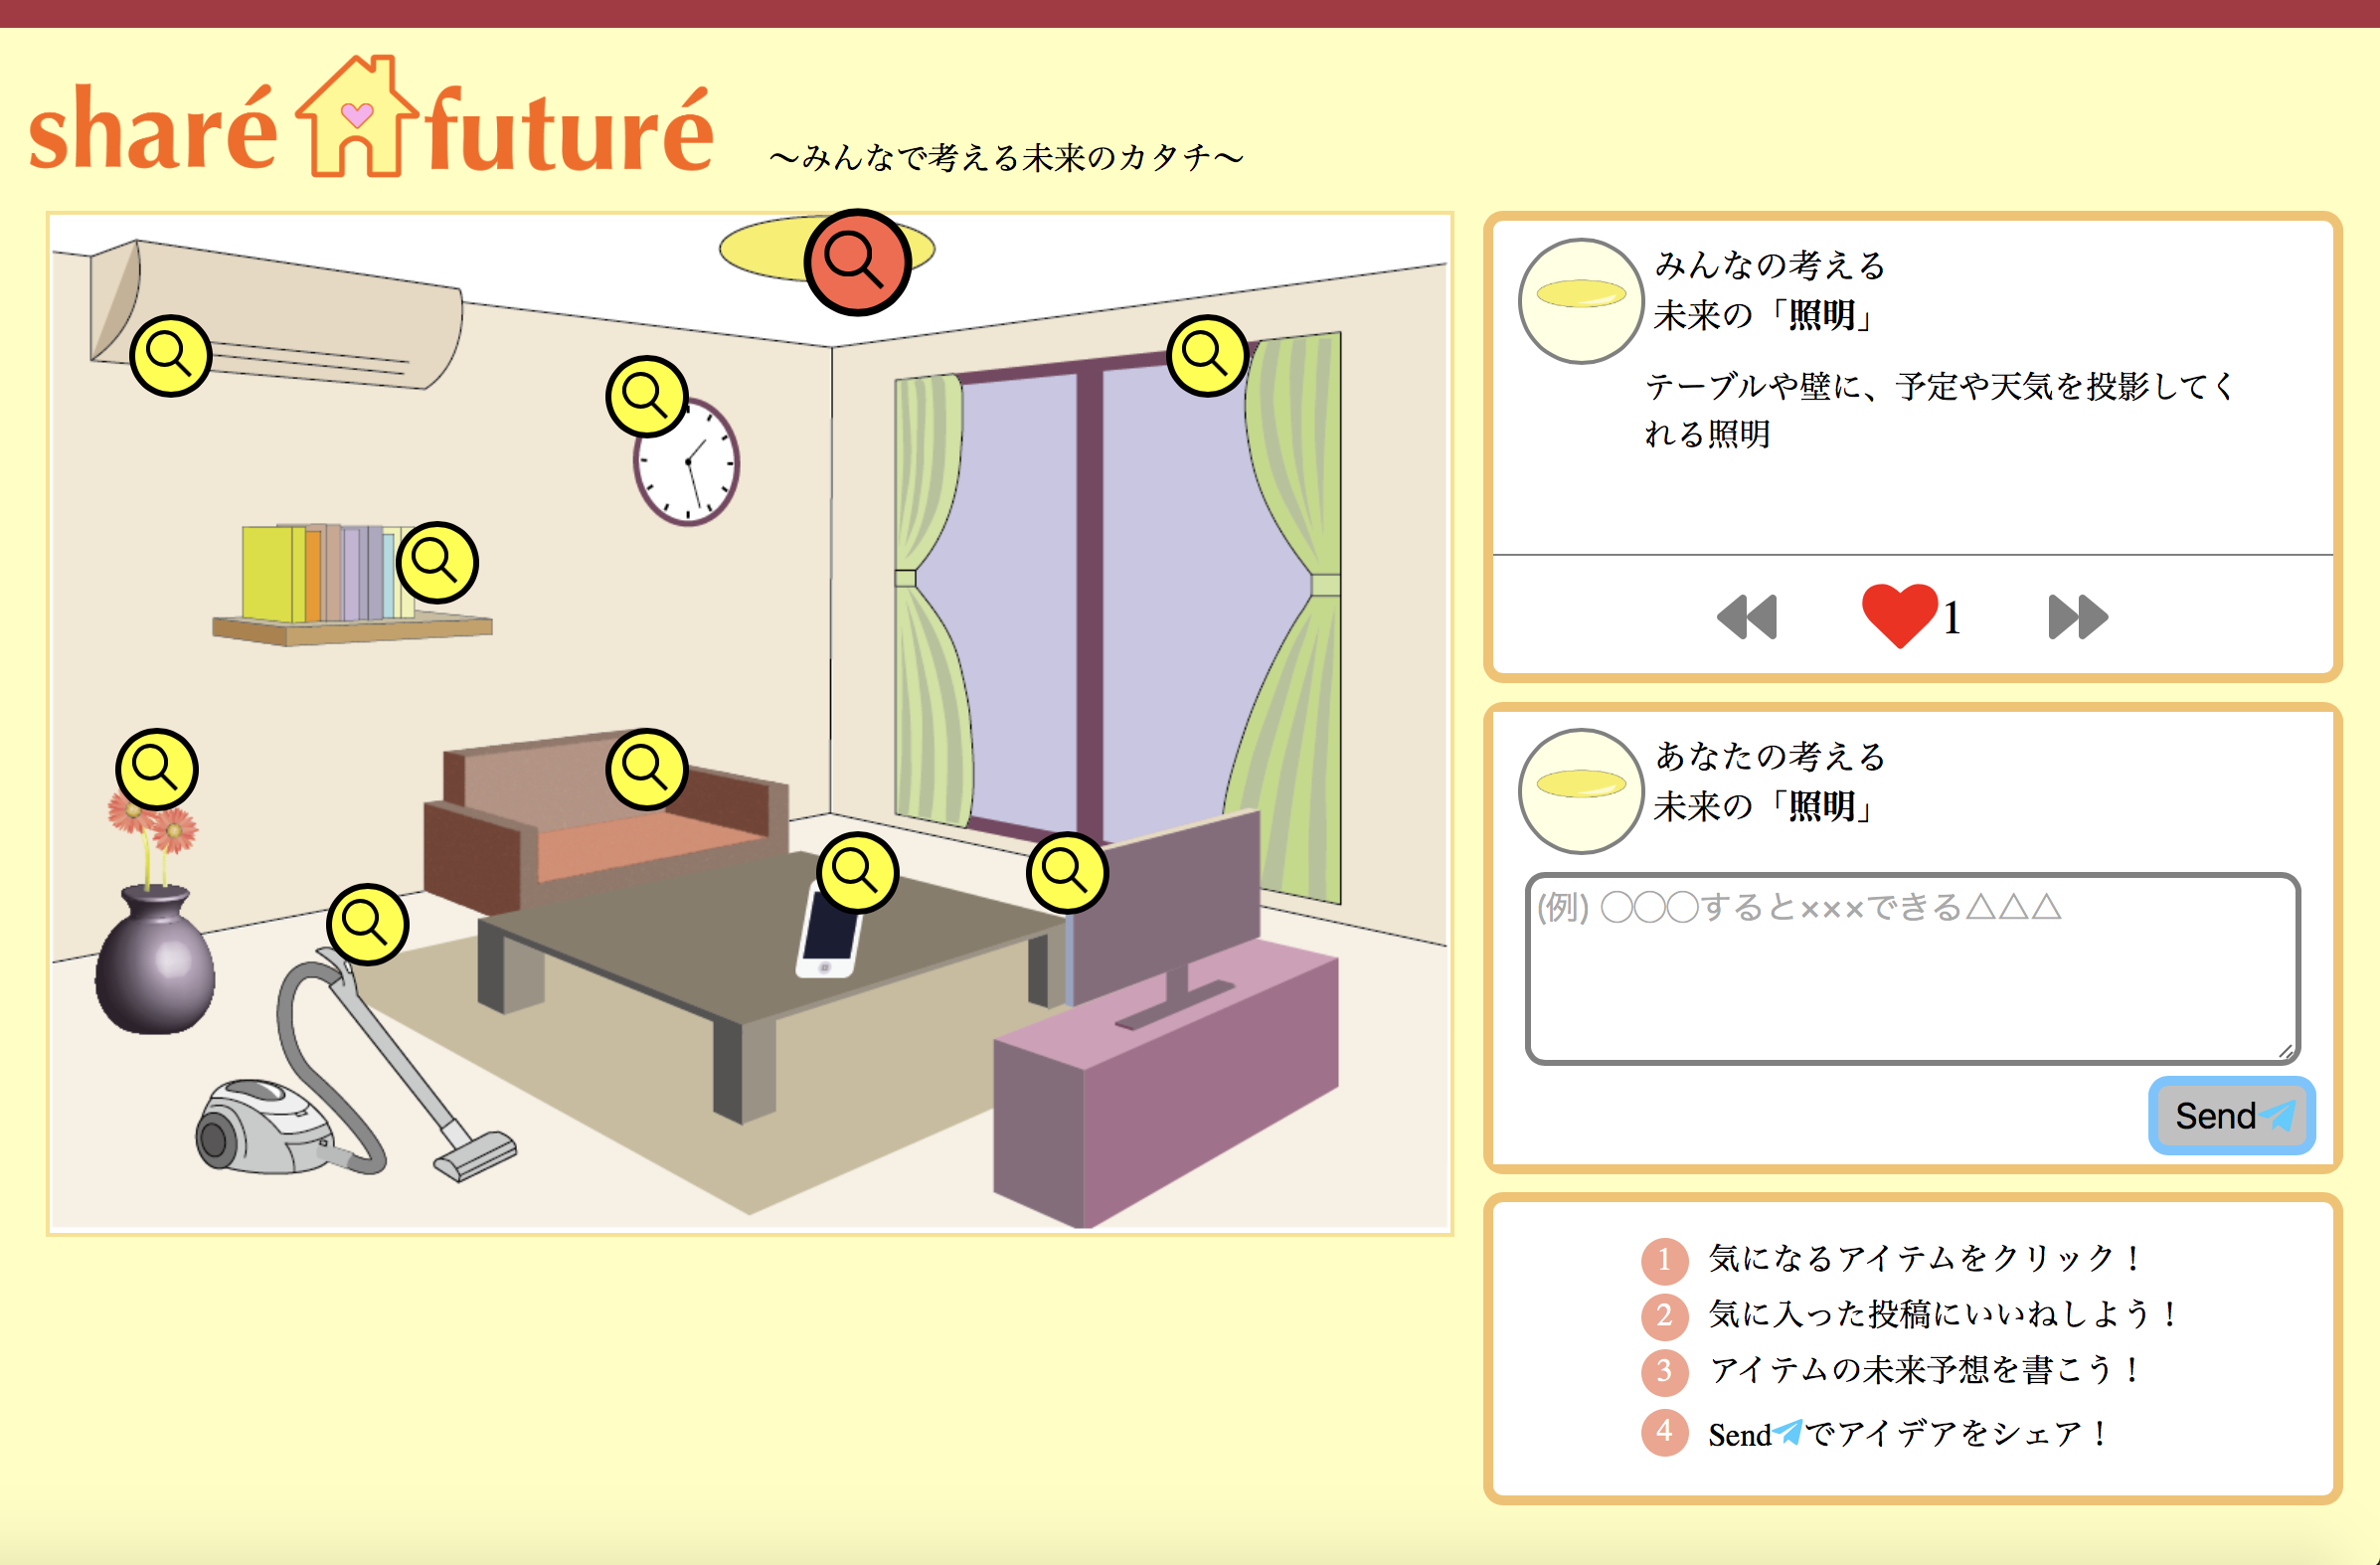 sharé futuré
〜みんなで考える未来のカタチ〜
みんなの考える
未来の「照明」
テーブルや壁に、予定や天気を投影してく
れる照明
1
あなたの考える
未来の「照明」
(例) ◯◯◯すると×××できる△△△
Send
1 気になるアイテムをクリック！
2 気に入った投稿にいいねしよう！
3 アイテムの未来予想を書こう！
4 Sendでアイデアをシェア！